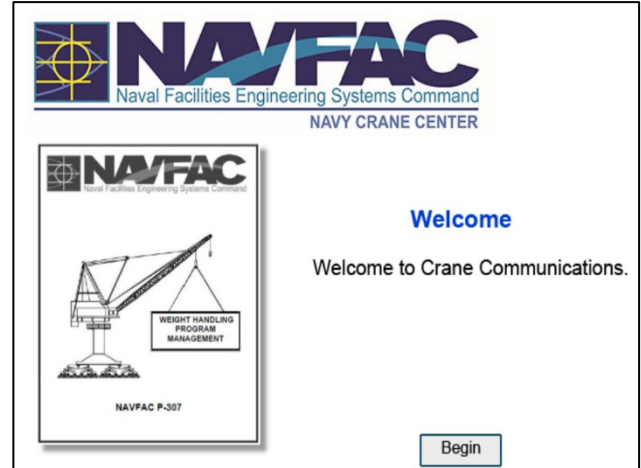 NAVFAC
Naval Facilities Engineering Systems Command
NAVY CRANE CENTER
NAVFAC
Naval Facilities Engineering Systems Command
WEIGHT HANDLING
PROGRAM
MANAGEMENT
NAVFAC P-307
Welcome
Welcome to Crane Communications.
Begin